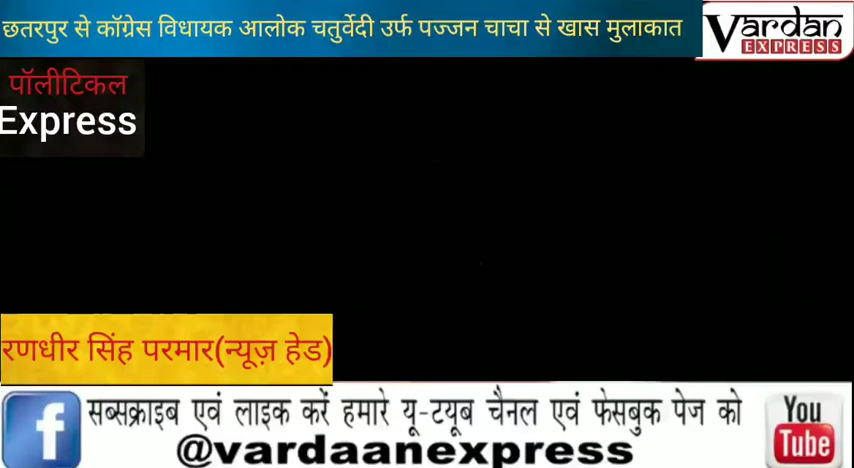 छतरपुर से कॉग्रेस विधायक आलोक चतुर्वेदी उर्फ पज्जन चाचा से खास मुलाकात
Vardan
EXPRESS
पॉलीटिकल
Express
रणधीर सिंह परमार(न्यूज़ हेड)
सब्सक्राइब एवं लाइक करें हमारे यू-टयूब चैनल एवं फेसबुक पेज को
@vardaanexpress
f
You
Tube